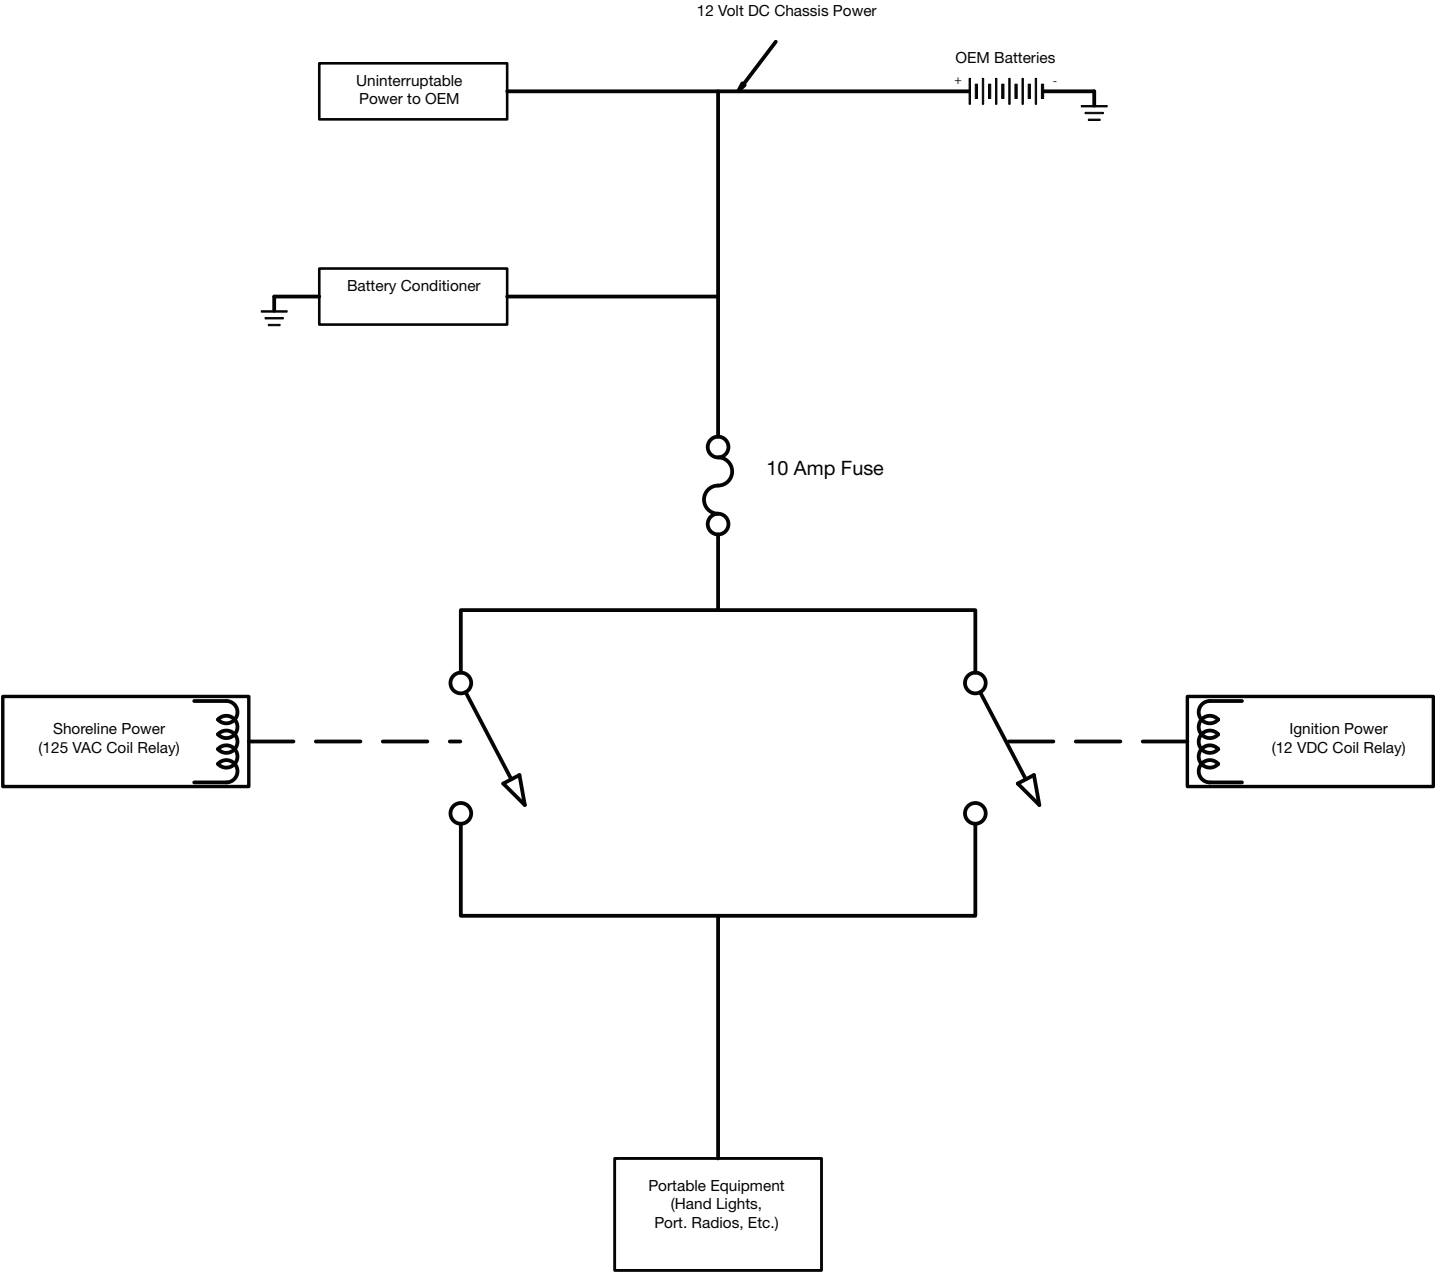 12 Volt DC Chassis Power
OEM Batteries
+ -
Uninterruptable
Power to OEM
Battery Conditioner
10 Amp Fuse
Shoreline Power
(125 VAC Coil Relay)
Ignition Power
(12 VDC Coil Relay)
Portable Equipment
(Hand Lights,
Port. Radios, Etc.)